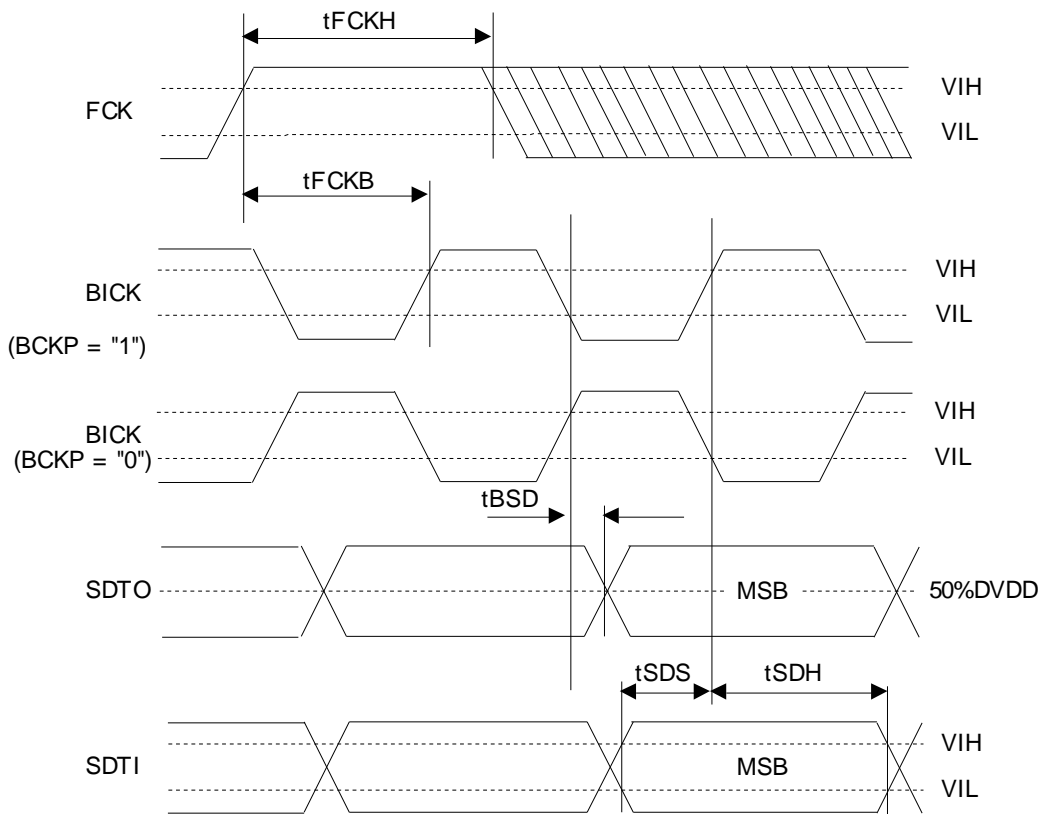 tFCKH
FCK
VIH
VIL
tFCKB
BICK
VIH
VIL
(BCKP = "1")
BICK
VIH
(BCKP = "0")
VIL
tBSD
SDTO
MSB
50%DVDD
tSDS
tSDH
SDTI
MSB
VIH
VIL